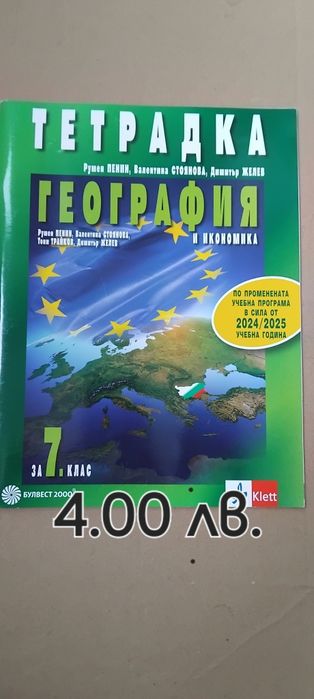 ТЕТРАДКА
Румен ПЕНИН, Валентина СТОЯНОВА, Димитър ЖЕЛЕВ
ГЕОГРАФИЯ
Румен ПЕНИН, Валентина СТОЯНОВА,
Тони ТРАЙКОВ, Димитър ЖЕЛЕВ
И ИКОНОМИКА
ПО ПРОМЕНЕНАТА
УЧЕБНА ПРОГРАМА
В СИЛА ОТ
2024/2025
УЧЕБНА ГОДИНА
ЗА 7. КЛАС
БУЛВЕСТ 2000
Klett
4.00 лв.